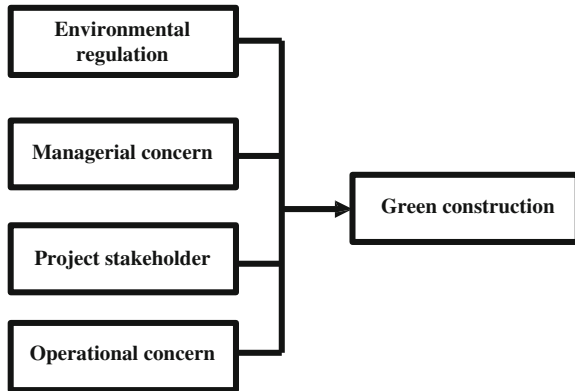 Environmental
regulation
Managerial concern
Green construction
Project stakeholder
Operational concern